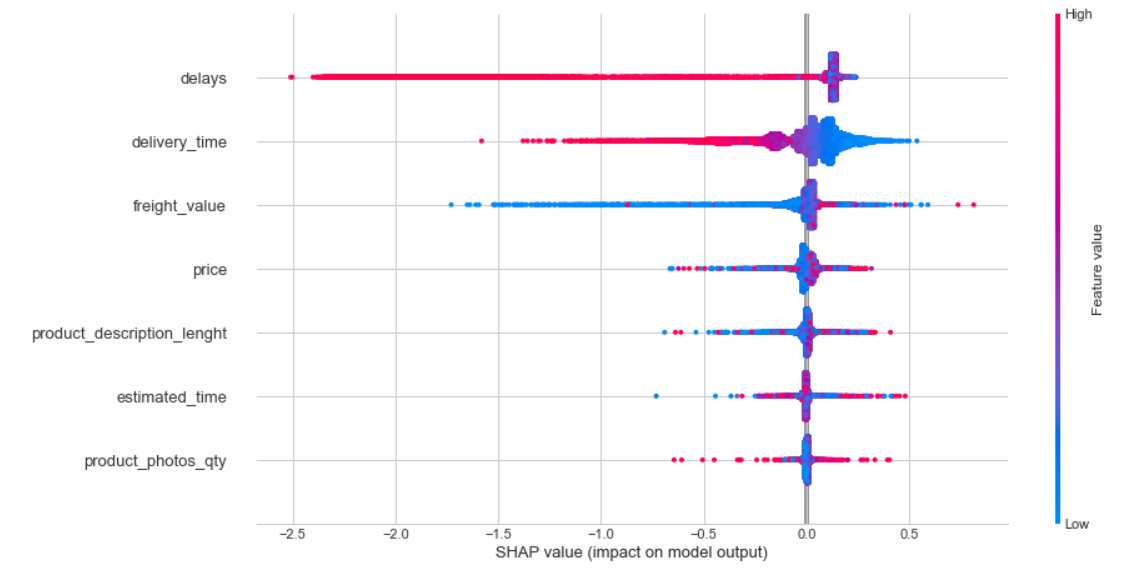 High
delays
delivery_time
freight_value
price
product_description_lenght
estimated_time
product_photos_qty
Feature value
Low
−2.5 −2.0 −1.5 −1.0 −0.5 0.0 0.5
SHAP value (impact on model output)